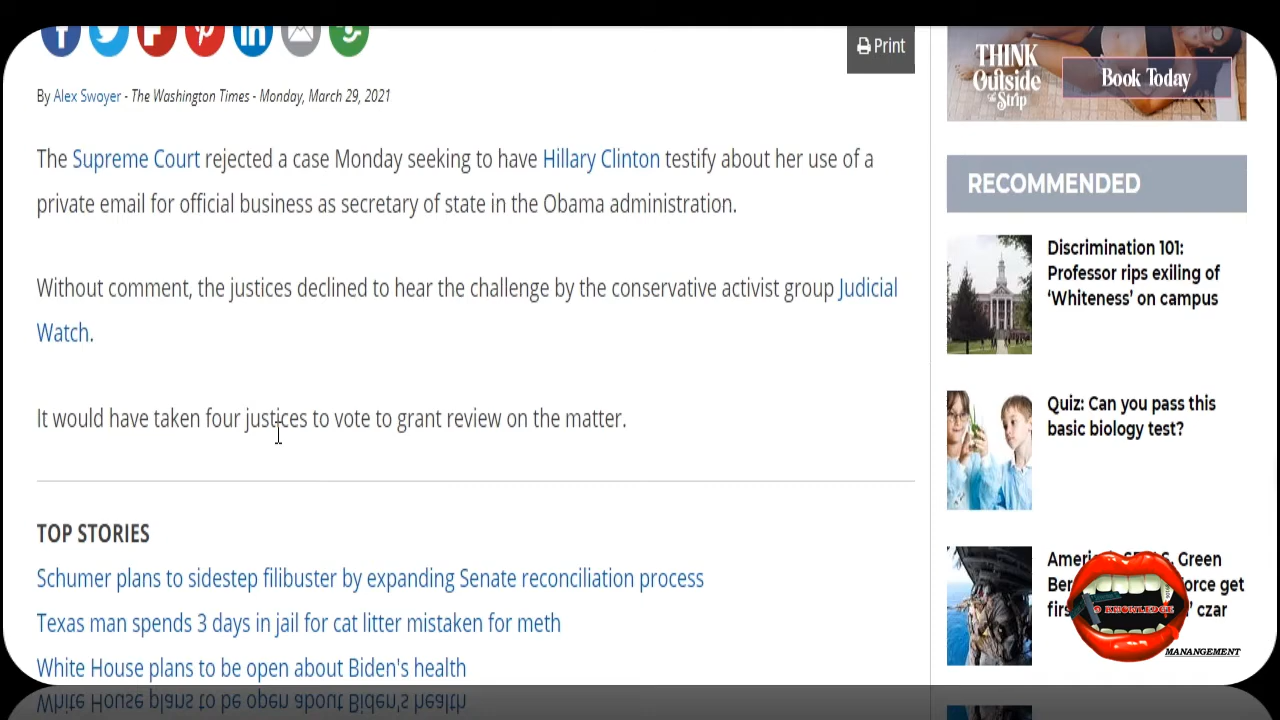 Print
By Alex Swoyer - The Washington Times - Monday, March 29, 2021
The Supreme Court rejected a case Monday seeking to have Hillary Clinton testify about her use of a
private email for official business as secretary of state in the Obama administration.
Without comment, the justices declined to hear the challenge by the conservative activist group Judicial
Watch.
It would have taken four justices to vote to grant review on the matter.
TOP STORIES
Schumer plans to sidestep filibuster by expanding Senate reconciliation process
Texas man spends 3 days in jail for cat litter mistaken for meth
White House plans to be open about Biden's health
THINK
Outside
the Strip
Book Today
RECOMMENDED
Discrimination 101:
Professor rips exiling of
‘Whiteness’ on campus
Quiz: Can you pass this
basic biology test?
Green
get
czar
KNOWLEDGE
MANANGEMENT